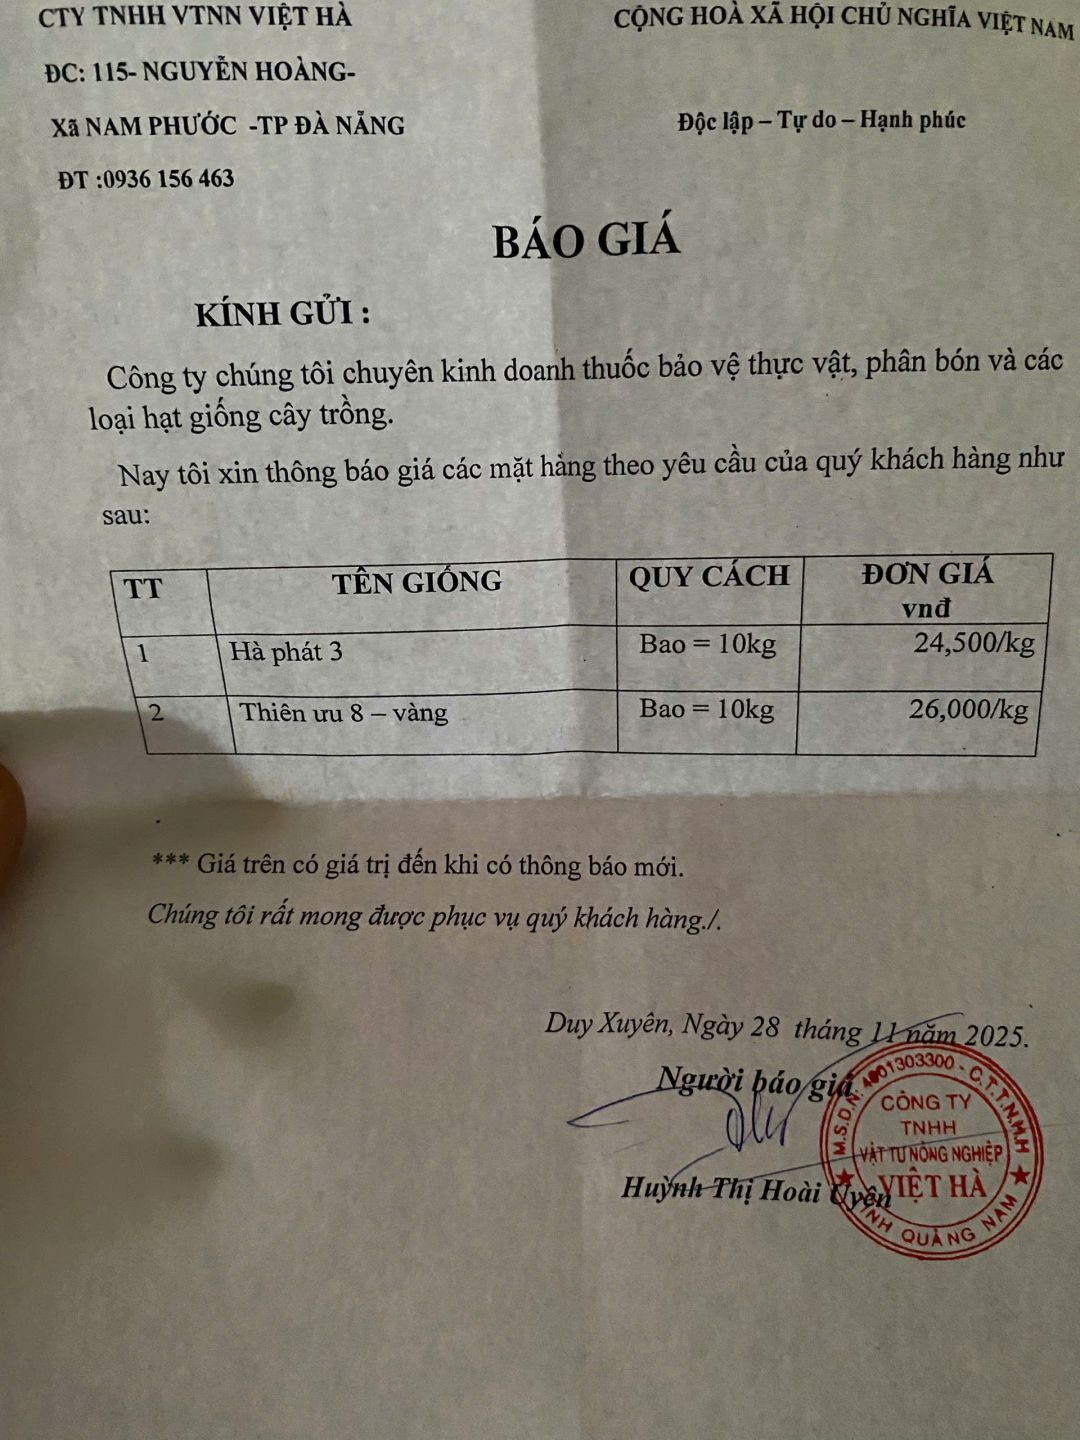 CTY TNHH VTNN VIỆT HÀ
CỘNG HOÀ XÃ HỘI CHỦ NGHĨA VIỆT NAM
ĐC: 115- NGUYỄN HOÀNG-
Xã NAM PHƯỚC -TP ĐÀ NẴNG
Độc lập – Tự do – Hạnh phúc
ĐT :0936 156 463
BÁO GIÁ
KÍNH GỬI :
Công ty chúng tôi chuyên kinh doanh thuốc bảo vệ thực vật, phân bón và các
loại hạt giống cây trồng.
Nay tôi xin thông báo giá các mặt hàng theo yêu cầu của quý khách hàng như
sau:
TT TÊN GIỐNG QUY CÁCH ĐƠN GIÁ
vnđ
1 Hà phát 3 Bao = 10kg 24,500/kg
2 Thiên ưu 8 – vàng Bao = 10kg 26,000/kg
*** Giá trên có giá trị đến khi có thông báo mới.
Chúng tôi rất mong được phục vụ quý khách hàng./.
Duy Xuyên, Ngày 28 tháng 11 năm 2025.
Người báo giá
Huỳnh Thị Hoài Uyên
M.S.D.N: 4001303300 - C.T.T.N.H.H
CÔNG TY
TNHH
VẬT TƯ NÔNG NGHIỆP
VIỆT HÀ
TỈNH QUẢNG NAM